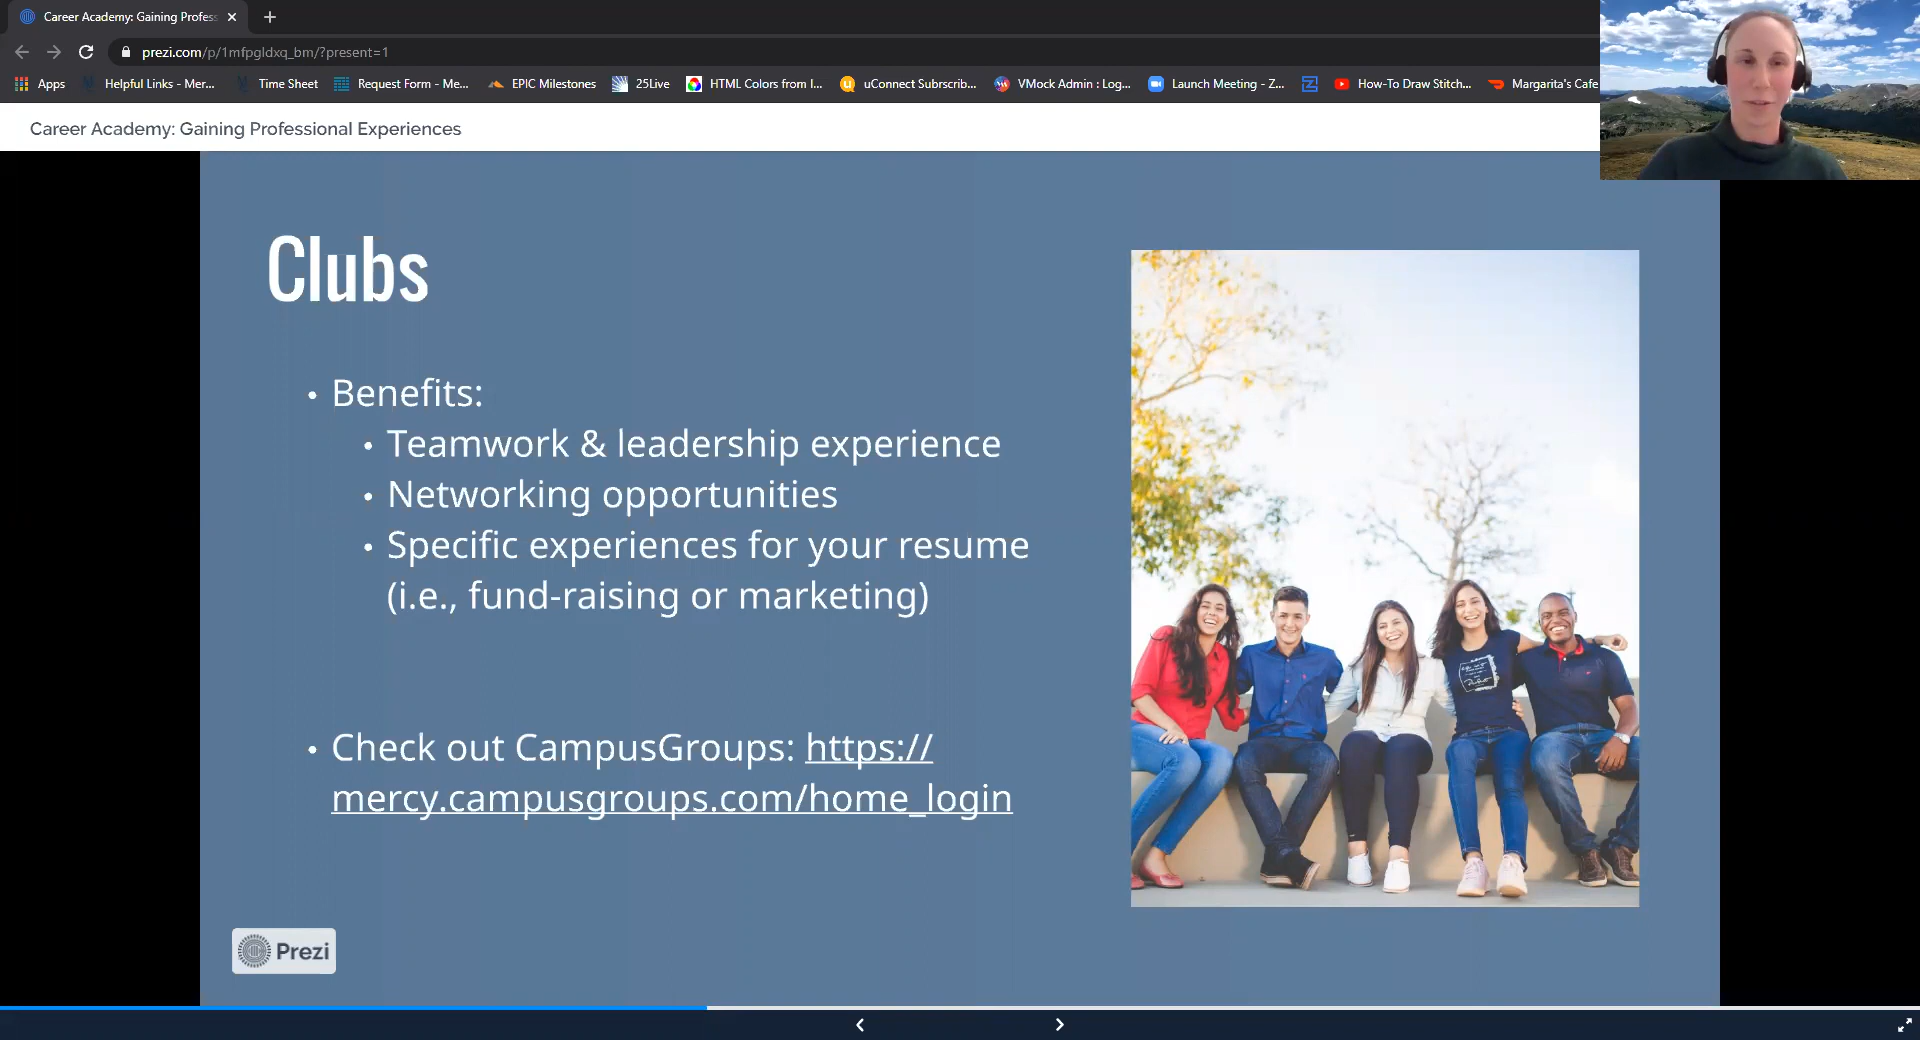 Career Academy: Gaining Profess
prezi.com/p/1mfpgldxq_bm/?present=1
Apps
Helpful Links - Mer...
Time Sheet
Request Form - Me...
EPIC Milestones
25Live
HTML Colors from I...
uConnect Subrscrib...
VMock Admin : Log...
Launch Meeting - Z...
How-To Draw Stitch...
Margarita's Cafe
Career Academy: Gaining Professional Experiences
Clubs
• Benefits:
• Teamwork & leadership experience
• Networking opportunities
• Specific experiences for your resume
(i.e., fund-raising or marketing)
• Check out CampusGroups: https://
mercy.campusgroups.com/home_login
Prezi